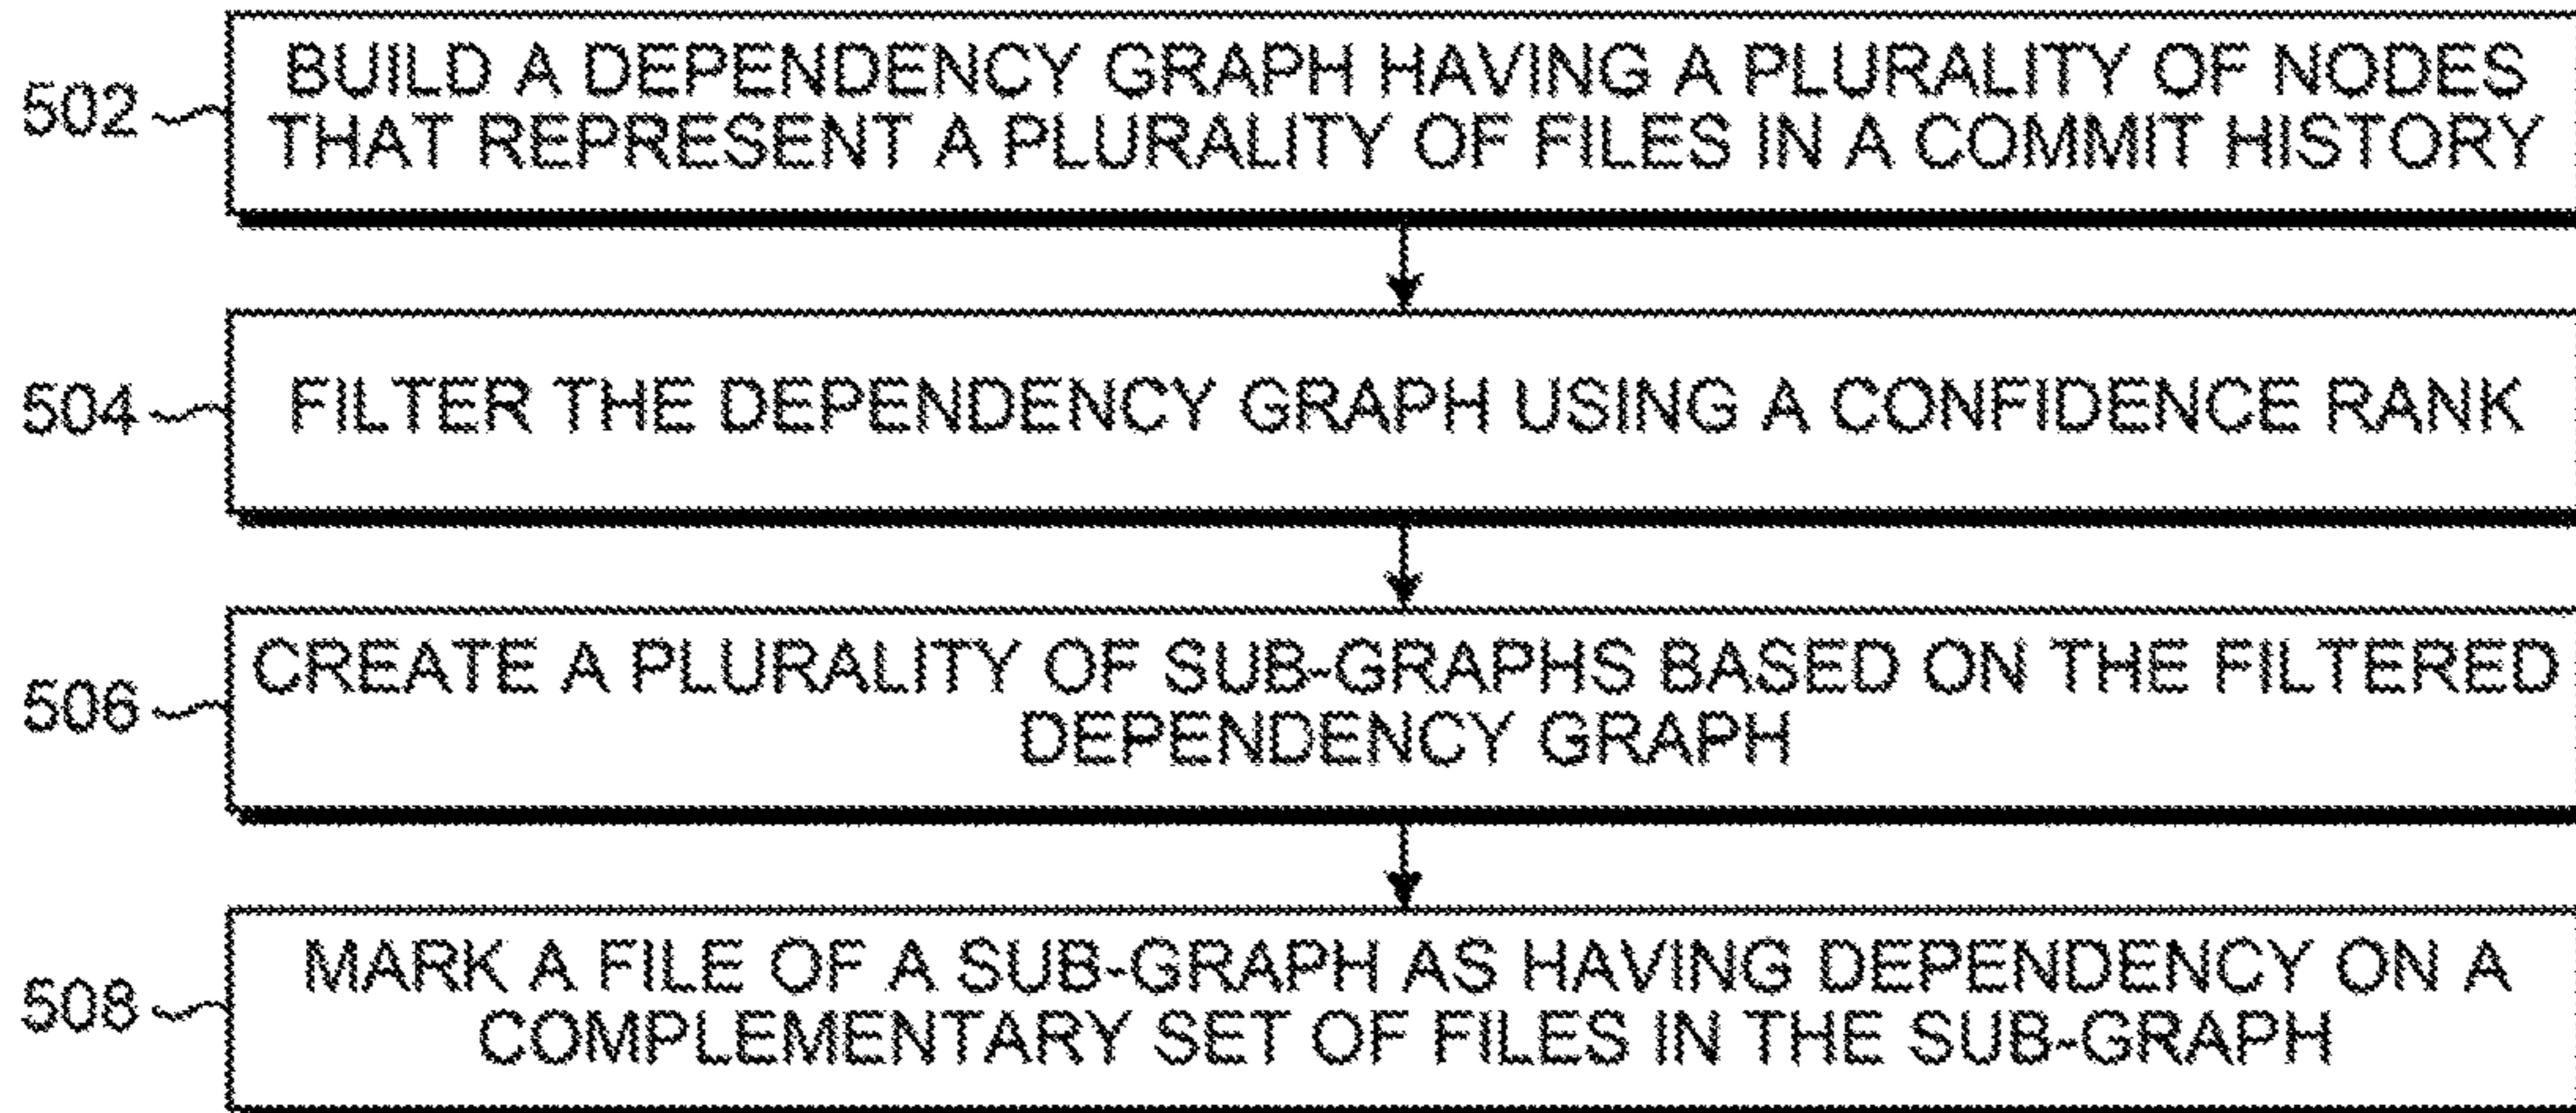 502
BUILD A DEPENDENCY GRAPH HAVING A PLURALITY OF NODES
THAT REPRESENT A PLURALITY OF FILES IN A COMMIT HISTORY
504
FILTER THE DEPENDENCY GRAPH USING A CONFIDENCE RANK
506
CREATE A PLURALITY OF SUB-GRAPHS BASED ON THE FILTERED
DEPENDENCY GRAPH
508
MARK A FILE OF A SUB-GRAPH AS HAVING DEPENDENCY ON A
COMPLEMENTARY SET OF FILES IN THE SUB-GRAPH